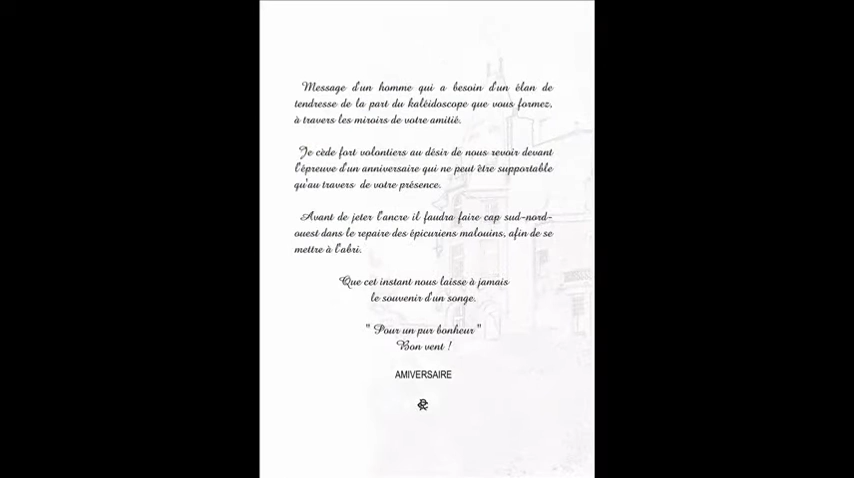 Message d'un homme qui a besoin d'un élan de
tendresse de la part du kaléidoscope que vous formez,
à travers les miroirs de votre amitié.
Je cède fort volontiers au désir de nous revoir devant
l'épreuve d'un anniversaire qui ne peut être supportable
qu'au travers de votre présence.
Avant de jeter l'ancre il faudra faire cap sud-nord-
ouest dans le repaire des épicuriens malouins, afin de se
mettre à l'abri.
Que cet instant nous laisse à jamais
le souvenir d'un songe.
" Pour un pur bonheur "
Bon vent !
AMIVERSAIRE